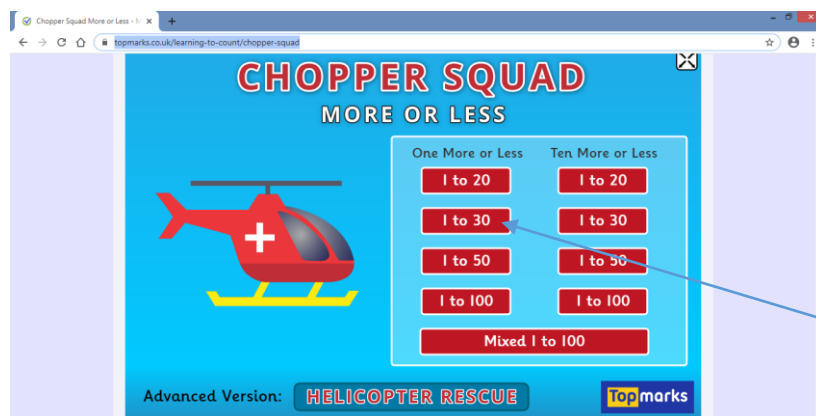 Chopper Squad More or Less - M
topmarks.co.uk/learning-to-count/chopper-squad
CHOPPER SQUAD
MORE OR LESS
One More or Less Ten More or Less
1 to 20 1 to 20
1 to 30 1 to 30
1 to 50 1 to 50
1 to 100 1 to 100
Mixed 1 to 100
Advanced Version: HELICOPTER RESCUE Topmarks